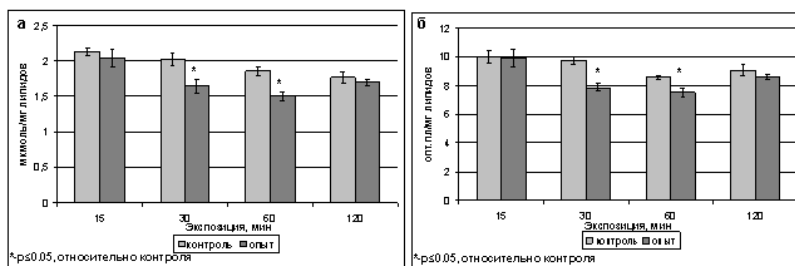 а
мкмоль/мг липидов
2,5
2
1,5
1
0,5
0
* *
15 30 60 120
Экспозиция, мин
контроль опыт
*-p≤0.05, относительно контроля
б
опт.пл/мг липидов
12
10
8
6
4
2
0
* *
15 30 60 120
Экспозиция, мин
контроль опыт
*-p≤0.05, относительно контроля